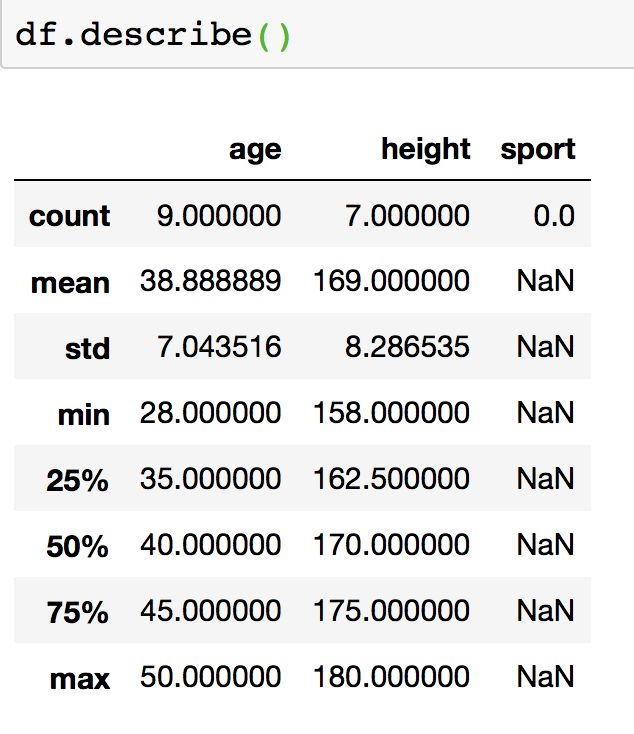 df.describe()
age height sport
count 9.000000 7.000000 0.0
mean 38.888889 169.000000 NaN
std 7.043516 8.286535 NaN
min 28.000000 158.000000 NaN
25% 35.000000 162.500000 NaN
50% 40.000000 170.000000 NaN
75% 45.000000 175.000000 NaN
max 50.000000 180.000000 NaN